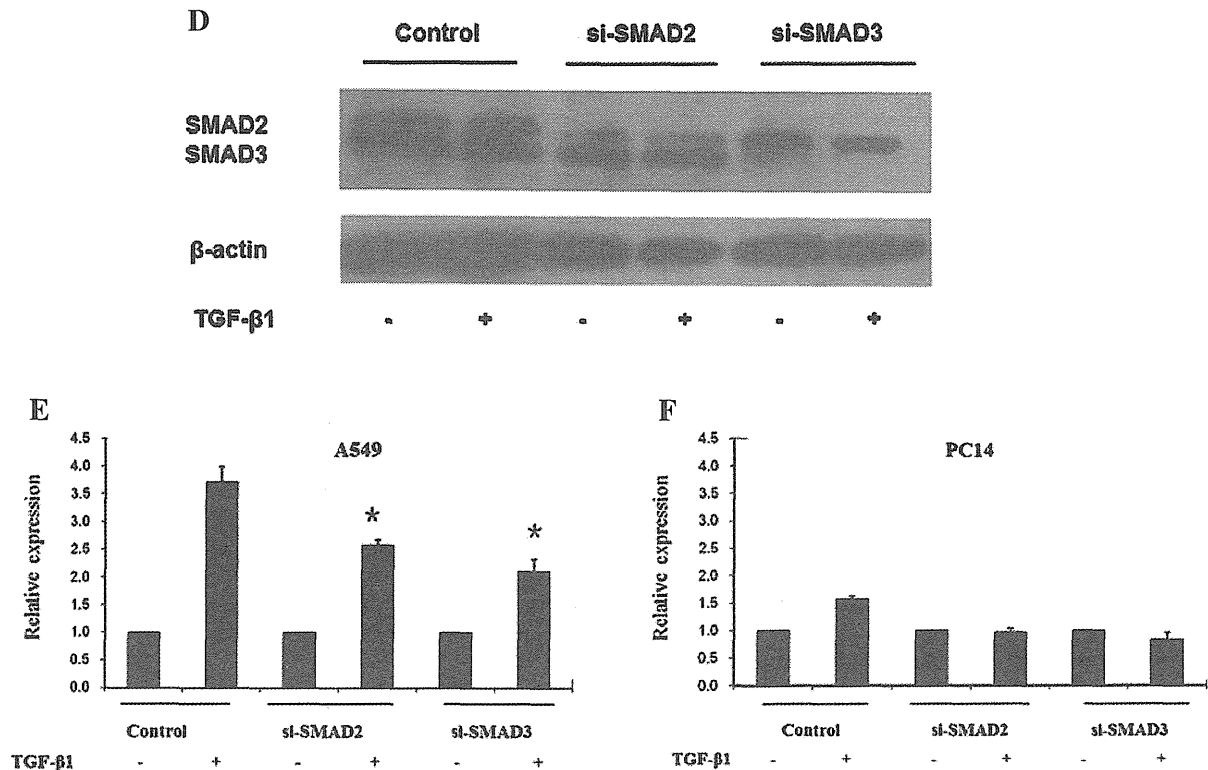 D
Control si-SMAD2 si-SMAD3
SMAD2
SMAD3
β-actin
TGF-β1 - + - + - +
E
A549
Relative expression
4.5
4.0
3.5
3.0
2.5
2.0
1.5
1.0
0.5
0.0
* *
Control si-SMAD2 si-SMAD3
TGF-β1 - + - + - +
F
PC14
Relative expression
4.5
4.0
3.5
3.0
2.5
2.0
1.5
1.0
0.5
0.0
Control si-SMAD2 si-SMAD3
TGF-β1 - + - + - +